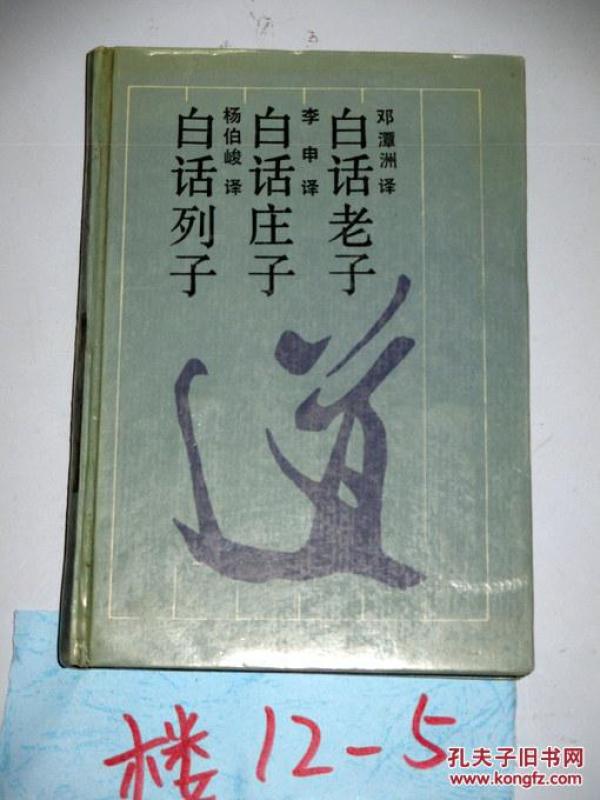 邓潭洲 译
白话老子
李申 译
白话庄子
杨伯峻 译
白话列子
道
楼12-5
孔夫子旧书网
www.kongfz.com